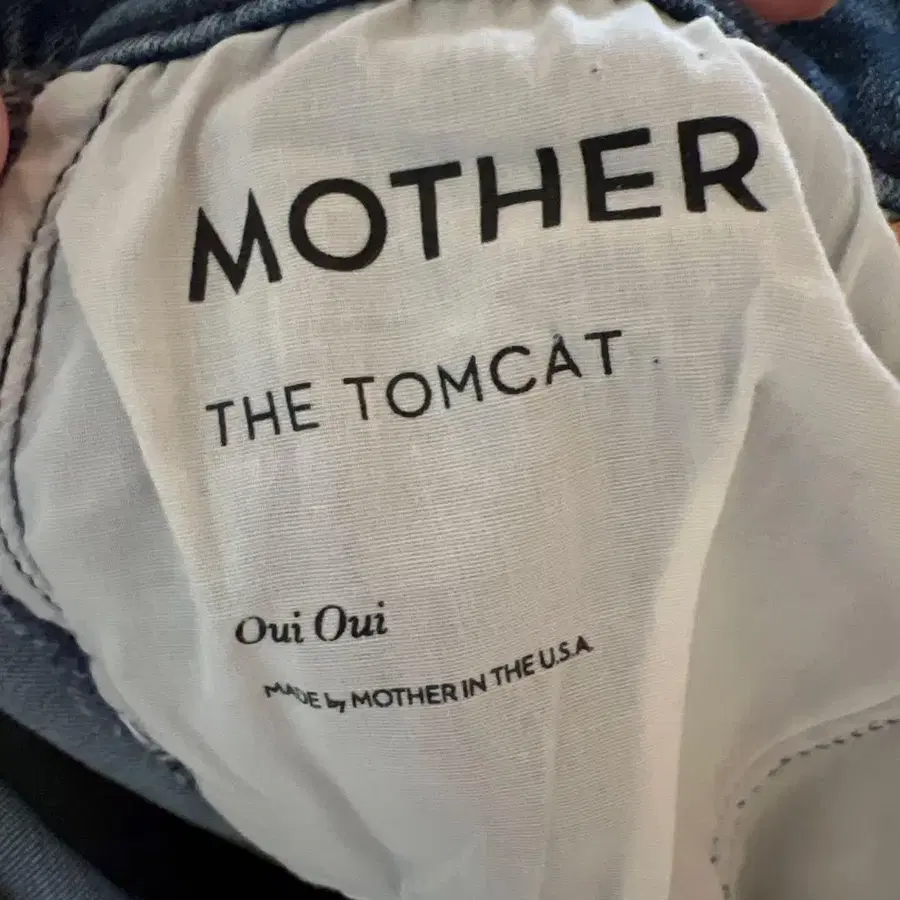 MOTHER
THE TOMCAT
Oui Oui
MADE by MOTHER IN THE U.S.A.